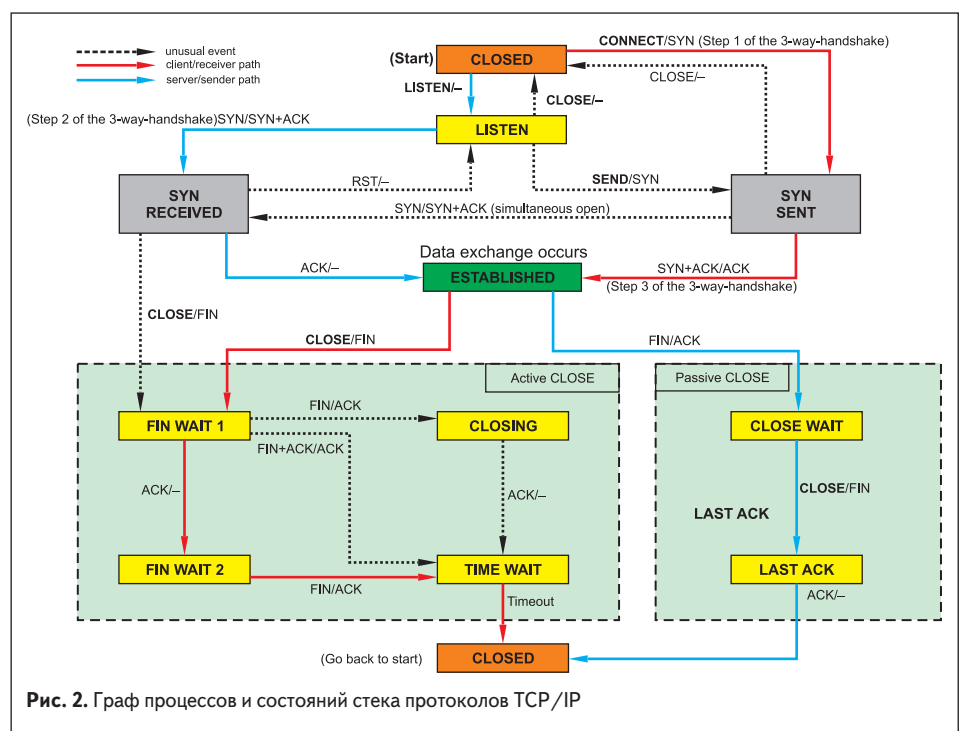 unusual event
client/receiver path
server/sender path
(Start)
CLOSED
CONNECT/SYN (Step 1 of the 3-way-handshake)
CLOSE/–
LISTEN/–
CLOSE/–
(Step 2 of the 3-way-handshake)SYN/SYN+ACK
LISTEN
RST/–
SEND/SYN
SYN
RECEIVED
SYN
SENT
SYN/SYN+ACK (simultaneous open)
Data exchange occurs
ACK/–
ESTABLISHED
SYN+ACK/ACK
(Step 3 of the 3-way-handshake)
CLOSE/FIN
CLOSE/FIN
FIN/ACK
Active CLOSE
Passive CLOSE
FIN WAIT 1
FIN/ACK
CLOSING
CLOSE WAIT
FIN+ACK/ACK
ACK/–
ACK/–
CLOSE/FIN
LAST ACK
FIN WAIT 2
FIN/ACK
TIME WAIT
LAST ACK
Timeout
ACK/–
(Go back to start)
CLOSED
Рис. 2. Граф процессов и состояний стека протоколов TCP/IP